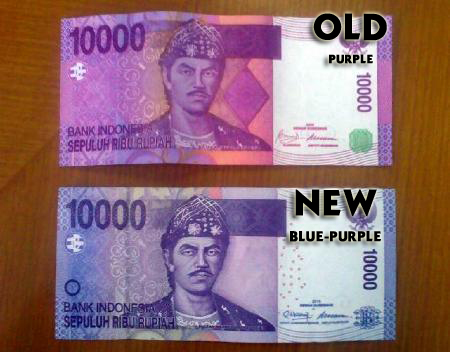 10000
OLD
PURPLE
10000
BANK INDONESIA
SEPULUH RIBU RUPIAH
10000
NEW
BLUE-PURPLE
10000
BANK INDONESIA
SEPULUH RIBU RUPIAH